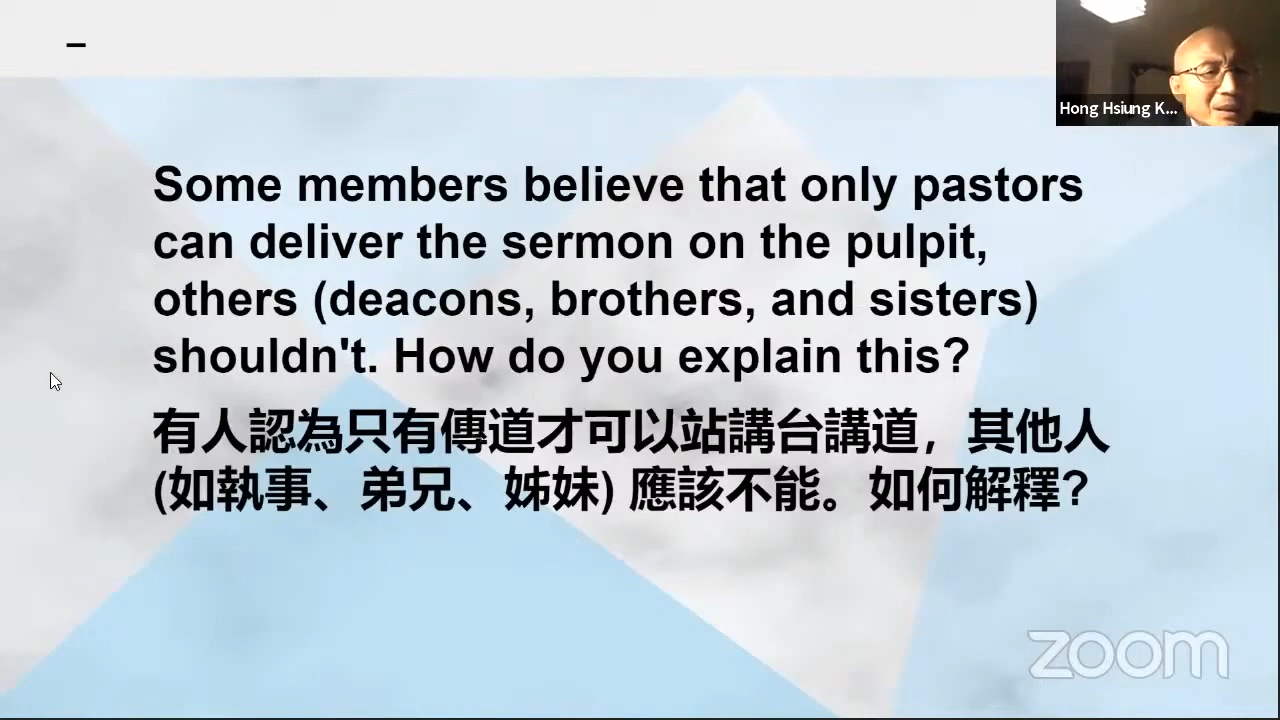 Hong Hsiung K...
Some members believe that only pastors
can deliver the sermon on the pulpit,
others (deacons, brothers, and sisters)
shouldn't. How do you explain this?
有人認為只有傳道才可以站講台講道，其他人
(如執事、弟兄、姊妹) 應該不能。如何解釋?
zoom